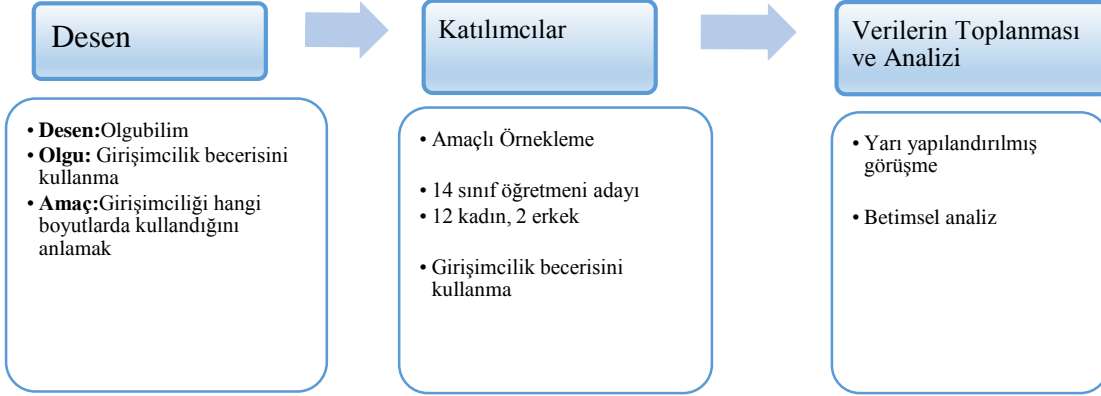 Desen
• Desen:Olgubilim
• Olgu: Girişimcilik becerisini
kullanma
• Amaç:Girişimciliği hangi
boyutlarda kullandığını
anlamak
Katılımcılar
• Amaçlı Örnekleme
• 14 sınıf öğretmeni adayı
• 12 kadın, 2 erkek
• Girişimcilik becerisini
kullanma
Verilerin Toplanması
ve Analizi
• Yarı yapılandırılmış
görüşme
• Betimsel analiz